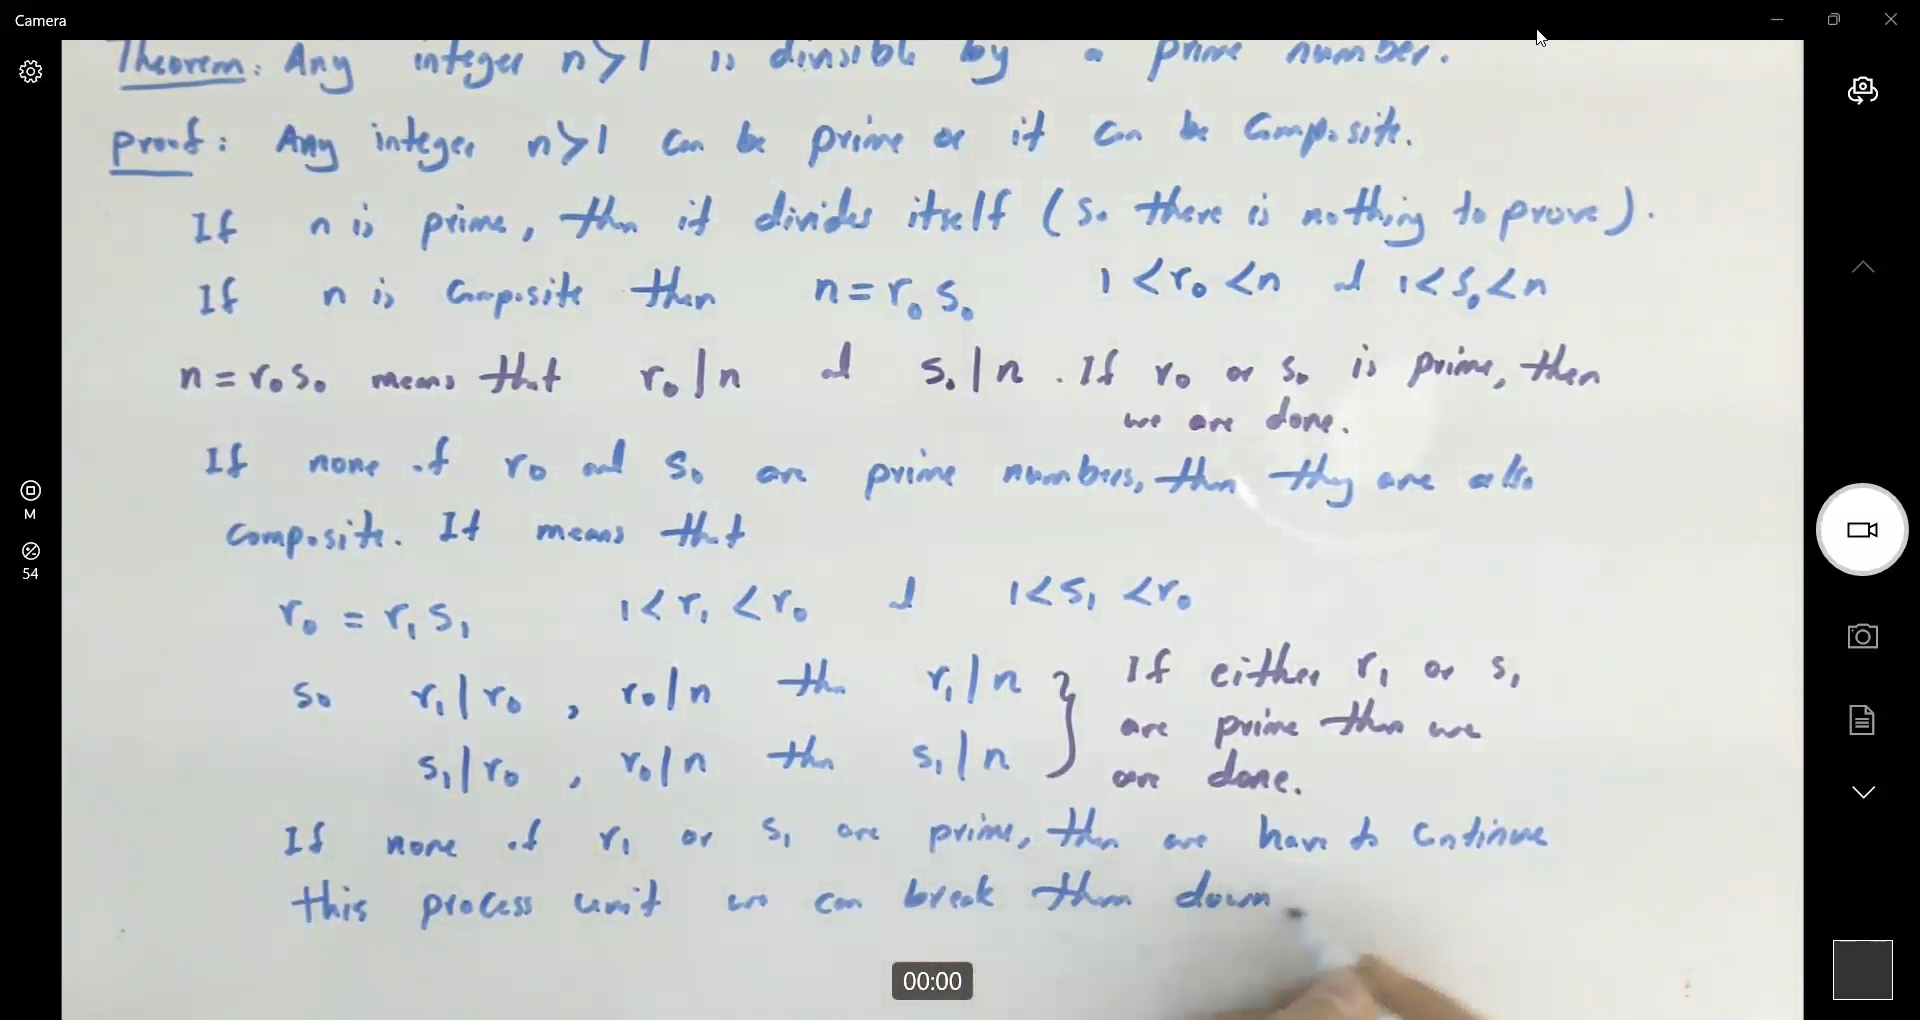 Camera
Theorem: Any integer n>1 is divisible by a prime number.
proof: Any integer n>1 can be prime or it can be composite.
If n is prime, then it divides itself (so there is nothing to prove).
If n is composite then n=r₀s₀ 1<r₀<n and 1<s₀<n
n=r₀s₀ means that r₀|n and s₀|n. If r₀ or s₀ is prime, then
we are done.
If none of r₀ and s₀ are prime numbers, then they are also
composite. It means that
r₀ = r₁s₁ 1<r₁<r₀ and 1<s₁<r₀
so r₁|r₀, r₀|n then r₁|n
s₁|r₀, r₀|n then s₁|n
} If either r₁ or s₁
are prime then we
are done.
If none of r₁ or s₁ are prime, then we have to continue
this process unit we can break them down
M
54
00:00